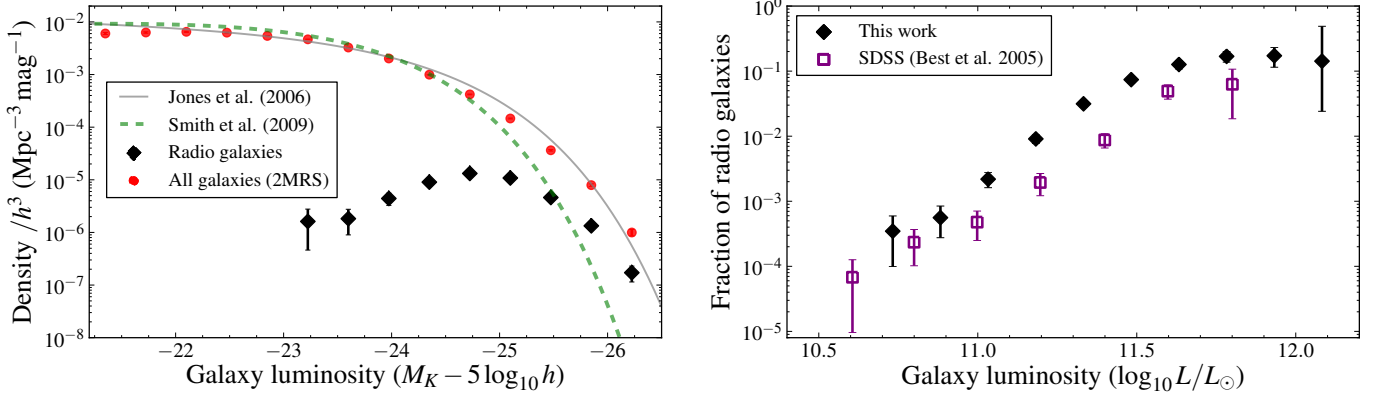 Density /h³ (Mpc⁻³ mag⁻¹)
10⁻²
10⁻³
10⁻⁴
10⁻⁵
10⁻⁶
10⁻⁷
10⁻⁸
Jones et al. (2006)
Smith et al. (2009)
Radio galaxies
All galaxies (2MRS)
−22 −23 −24 −25 −26
Galaxy luminosity (M_K − 5 log₁₀ h)
Fraction of radio galaxies
10⁰
10⁻¹
10⁻²
10⁻³
10⁻⁴
10⁻⁵
This work
SDSS (Best et al. 2005)
10.5 11.0 11.5 12.0
Galaxy luminosity (log₁₀ L/L⊙)